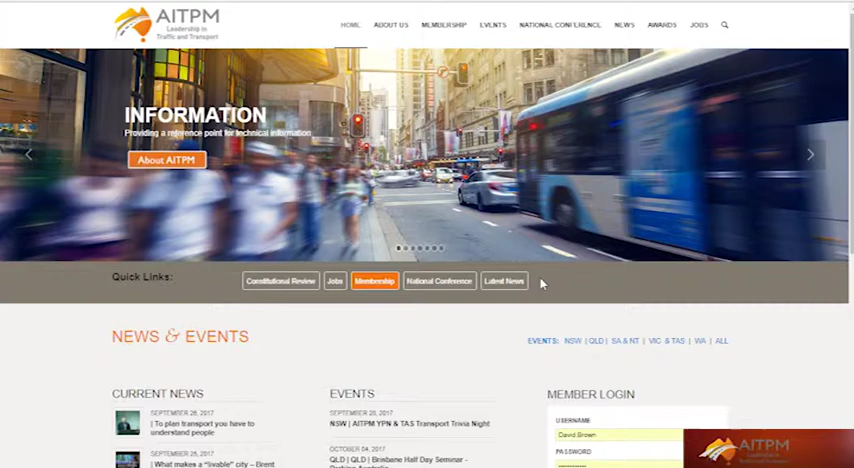 AITPM
Leadership in
Traffic and Transport
HOME ABOUT US MEMBERSHIP EVENTS NATIONAL CONFERENCE NEWS AWARDS JOBS
INFORMATION
Providing a reference point for technical information
About AITPM
Quick Links:
Constitutional Review Jobs Membership National Conference Latest News
NEWS & EVENTS
EVENTS: NSW | QLD | SA & NT | VIC & TAS | WA | ALL
CURRENT NEWS
SEPTEMBER 28, 2017
| To plan transport you have to
understand people
SEPTEMBER 26, 2017
| What makes a "livable" city – Brent
EVENTS
SEPTEMBER 20, 2017
NSW | AITPM YPN & TAS Transport Trivia Night
OCTOBER 04, 2017
QLD | QLD | Brisbane Half Day Seminar -
MEMBER LOGIN
USERNAME
David.Brown
PASSWORD
AITPM